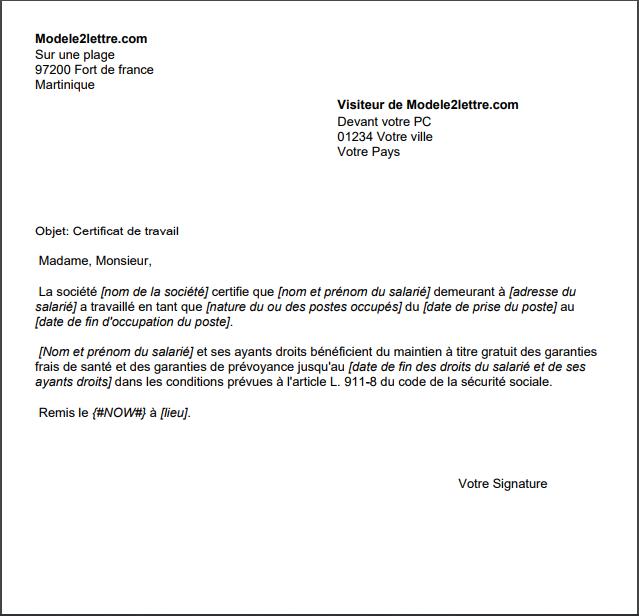 Modele2lettre.com
Sur une plage
97200 Fort de france
Martinique
Visiteur de Modele2lettre.com
Devant votre PC
01234 Votre ville
Votre Pays
Objet: Certificat de travail
Madame, Monsieur,
La société [nom de la société] certifie que [nom et prénom du salarié] demeurant à [adresse du
salarié] a travaillé en tant que [nature du ou des postes occupés] du [date de prise du poste] au
[date de fin d'occupation du poste].
[Nom et prénom du salarié] et ses ayants droits bénéficient du maintien à titre gratuit des garanties
frais de santé et des garanties de prévoyance jusqu'au [date de fin des droits du salarié et de ses
ayants droits] dans les conditions prévues à l'article L. 911-8 du code de la sécurité sociale.
Remis le {#NOW#} à [lieu].
Votre Signature